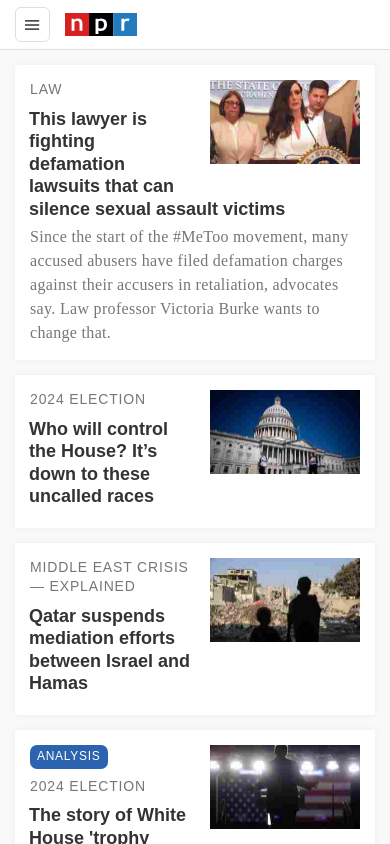 npr
LAW
This lawyer is
fighting
defamation
lawsuits that can
silence sexual assault victims
Since the start of the #MeToo movement, many
accused abusers have filed defamation charges
against their accusers in retaliation, advocates
say. Law professor Victoria Burke wants to
change that.
2024 ELECTION
Who will control
the House? It’s
down to these
uncalled races
MIDDLE EAST CRISIS
— EXPLAINED
Qatar suspends
mediation efforts
between Israel and
Hamas
ANALYSIS
2024 ELECTION
The story of White
House 'trophy